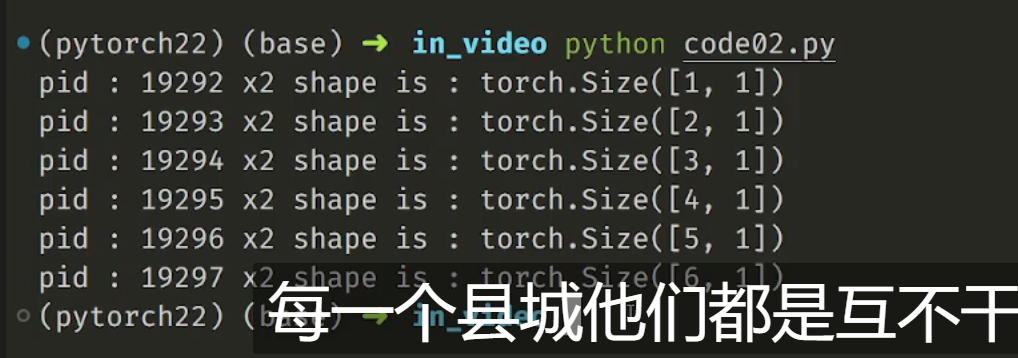 (pytorch22) (base) ➜ in_video python code02.py
pid : 19292 x2 shape is : torch.Size([1, 1])
pid : 19293 x2 shape is : torch.Size([2, 1])
pid : 19294 x2 shape is : torch.Size([3, 1])
pid : 19295 x2 shape is : torch.Size([4, 1])
pid : 19296 x2 shape is : torch.Size([5, 1])
pid : 19297 x2 shape is : torch.Size([6, 1])
(pytorch22) (base) ➜ in_video
每一个县城他们都是互不干